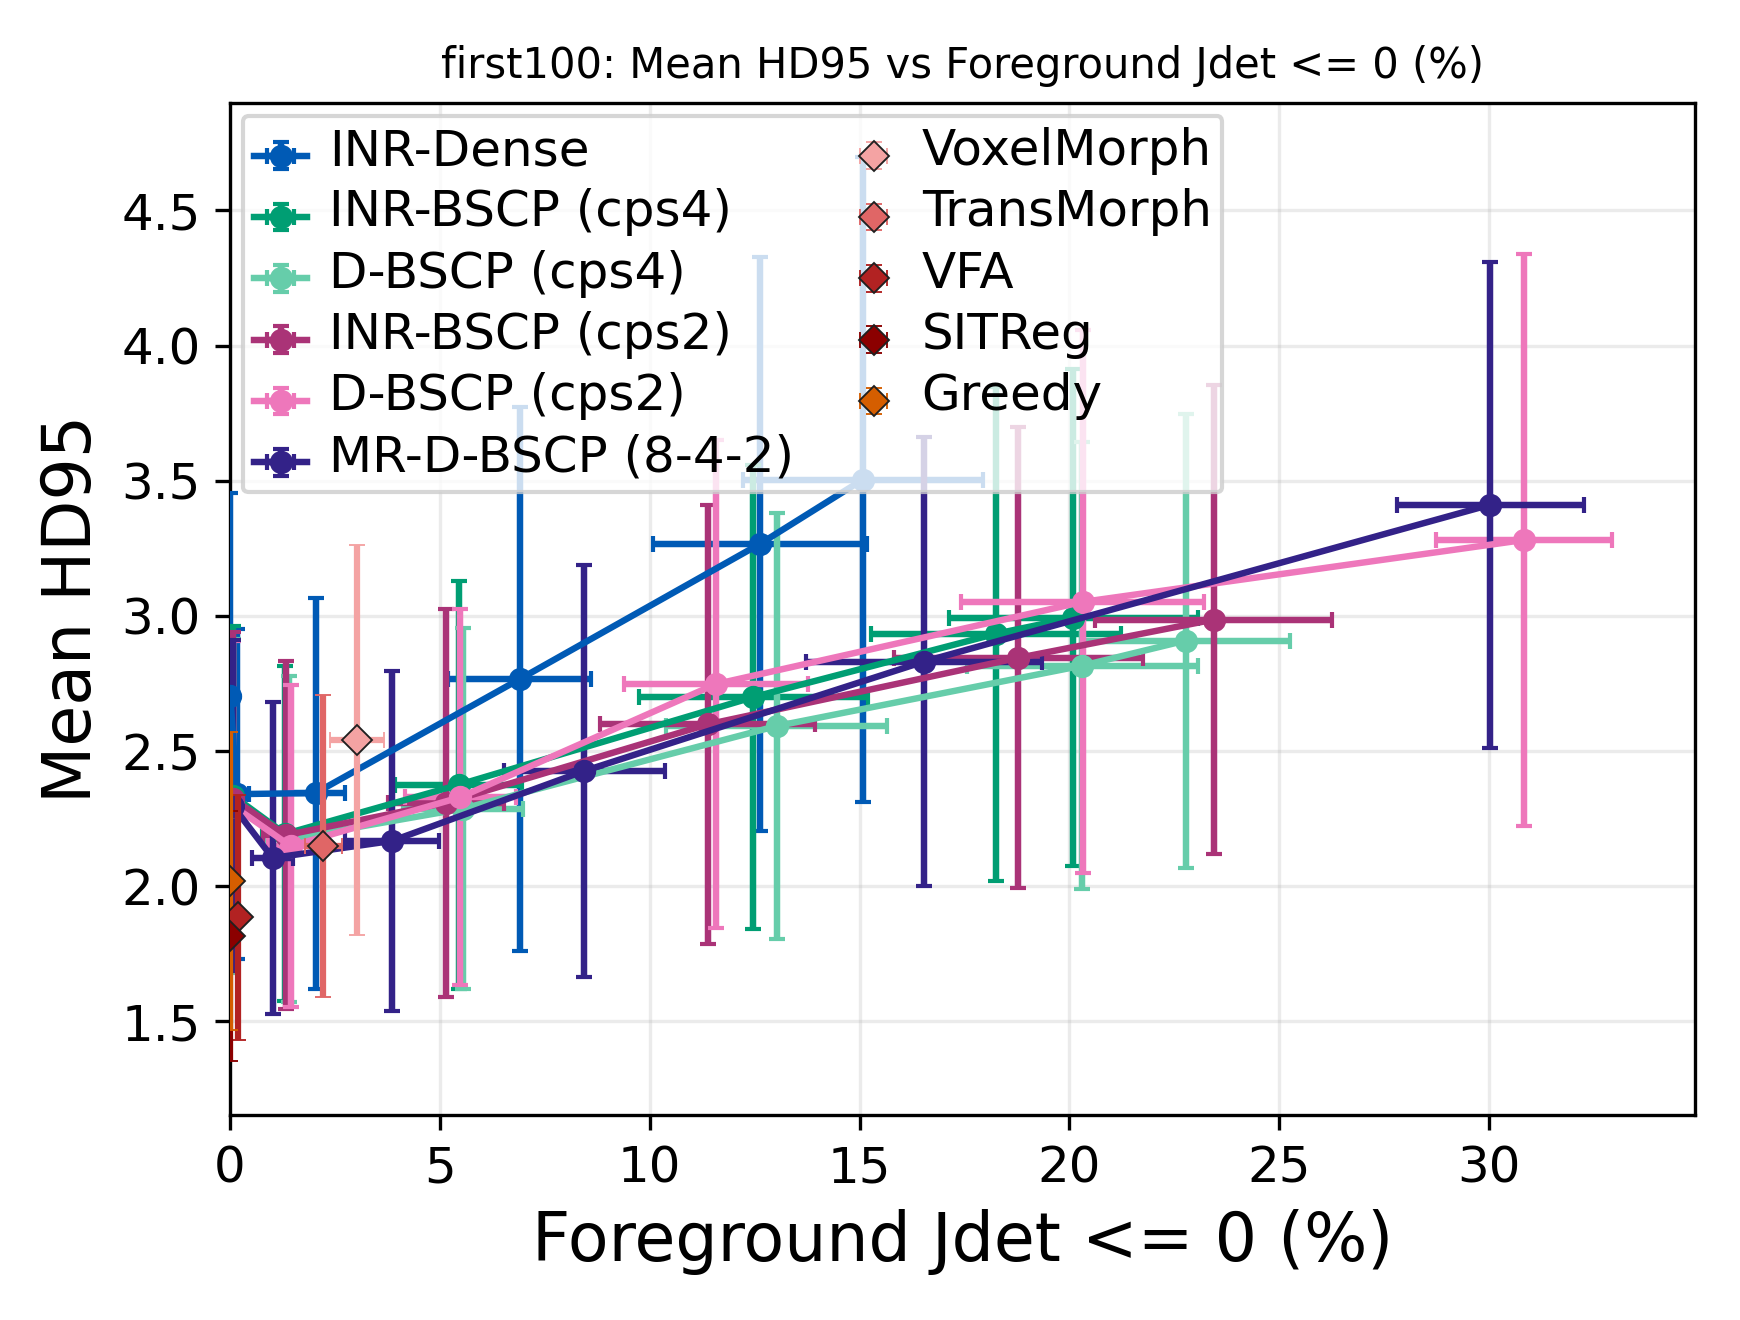 first100: Mean HD95 vs Foreground Jdet <= 0 (%)
INR-Dense
INR-BSCP (cps4)
D-BSCP (cps4)
INR-BSCP (cps2)
D-BSCP (cps2)
MR-D-BSCP (8-4-2)
VoxelMorph
TransMorph
VFA
SITReg
Greedy
Mean HD95
4.5
4.0
3.5
3.0
2.5
2.0
1.5
0
5
10
15
20
25
30
Foreground Jdet <= 0 (%)